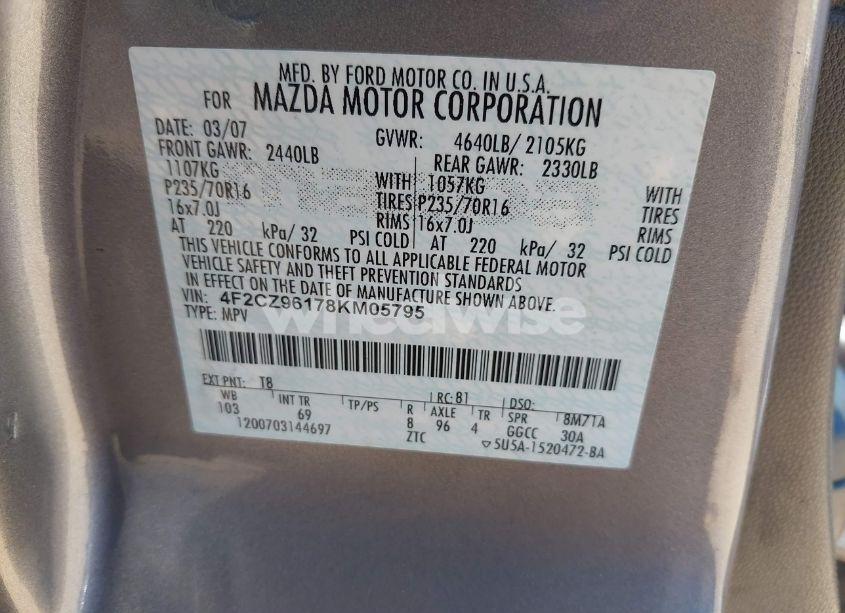 MFD. BY FORD MOTOR CO. IN U.S.A.
FOR MAZDA MOTOR CORPORATION
DATE: 03/07 GVWR: 4640LB/ 2105KG
FRONT GAWR: 2440LB REAR GAWR: 2330LB
1107KG WITH 1057KG WITH
P235/70R16 TIRES P235/70R16 TIRES
16x7.0J RIMS 16x7.0J RIMS
AT 220 kPa/ 32 PSI COLD AT 220 kPa/ 32 PSI COLD
THIS VEHICLE CONFORMS TO ALL APPLICABLE FEDERAL MOTOR
VEHICLE SAFETY AND THEFT PREVENTION STANDARDS
IN EFFECT ON THE DATE OF MANUFACTURE SHOWN ABOVE.
VIN: 4F2CZ96178KM05795
TYPE: MPV
wheelwise
EXT PNT: T8 RC: 81 DSO:
WB INT TR TP/PS R AXLE TR SPR 8M71A
103 69 8 96 4 GGCC 30A
1200703144697 ZTC 5U5A-1520472-BA